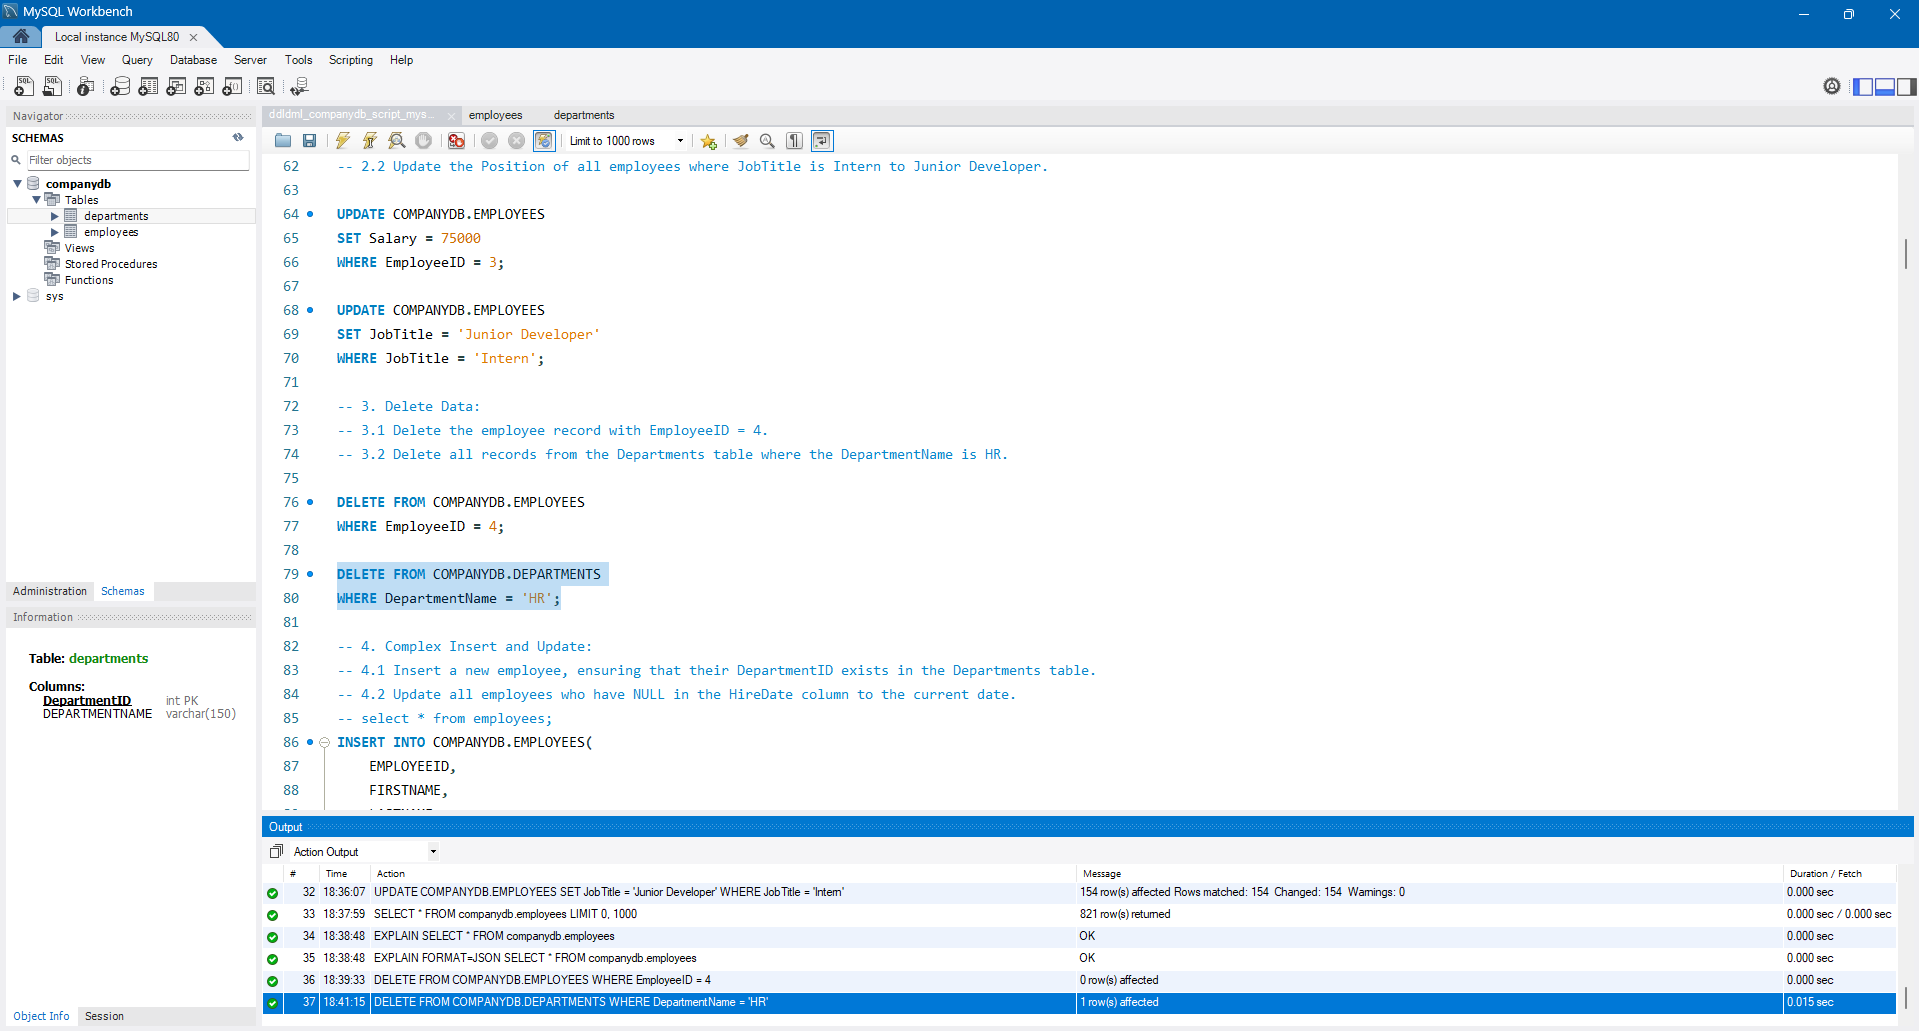 MySQL Workbench
Local instance MySQL80
File Edit View Query Database Server Tools Scripting Help
Navigator
SCHEMAS
Filter objects
companydb
Tables
departments
employees
Views
Stored Procedures
Functions
sys
Administration Schemas
Information
Table: departments
Columns:
DepartmentID int PK
DEPARTMENTNAME varchar(150)
Object Info Session
ddldml_companydb_script_mys... employees departments
Limit to 1000 rows
62 -- 2.2 Update the Position of all employees where JobTitle is Intern to Junior Developer.
63
64 UPDATE COMPANYDB.EMPLOYEES
65 SET Salary = 75000
66 WHERE EmployeeID = 3;
67
68 UPDATE COMPANYDB.EMPLOYEES
69 SET JobTitle = 'Junior Developer'
70 WHERE JobTitle = 'Intern';
71
72 -- 3. Delete Data:
73 -- 3.1 Delete the employee record with EmployeeID = 4.
74 -- 3.2 Delete all records from the Departments table where the DepartmentName is HR.
75
76 DELETE FROM COMPANYDB.EMPLOYEES
77 WHERE EmployeeID = 4;
78
79 DELETE FROM COMPANYDB.DEPARTMENTS
80 WHERE DepartmentName = 'HR';
81
82 -- 4. Complex Insert and Update:
83 -- 4.1 Insert a new employee, ensuring that their DepartmentID exists in the Departments table.
84 -- 4.2 Update all employees who have NULL in the HireDate column to the current date.
85 -- select * from employees;
86 INSERT INTO COMPANYDB.EMPLOYEES(
87 EMPLOYEEID,
88 FIRSTNAME,
Output
Action Output
# Time Action Message Duration / Fetch
32 18:36:07 UPDATE COMPANYDB.EMPLOYEES SET JobTitle = 'Junior Developer' WHERE JobTitle = 'Intern' 154 row(s) affected Rows matched: 154 Changed: 154 Warnings: 0 0.000 sec
33 18:37:59 SELECT * FROM companydb.employees LIMIT 0, 1000 821 row(s) returned 0.000 sec / 0.000 sec
34 18:38:48 EXPLAIN SELECT * FROM companydb.employees OK 0.000 sec
35 18:38:48 EXPLAIN FORMAT=JSON SELECT * FROM companydb.employees OK 0.000 sec
36 18:39:33 DELETE FROM COMPANYDB.EMPLOYEES WHERE EmployeeID = 4 0 row(s) affected 0.000 sec
37 18:41:15 DELETE FROM COMPANYDB.DEPARTMENTS WHERE DepartmentName = 'HR' 1 row(s) affected 0.015 sec